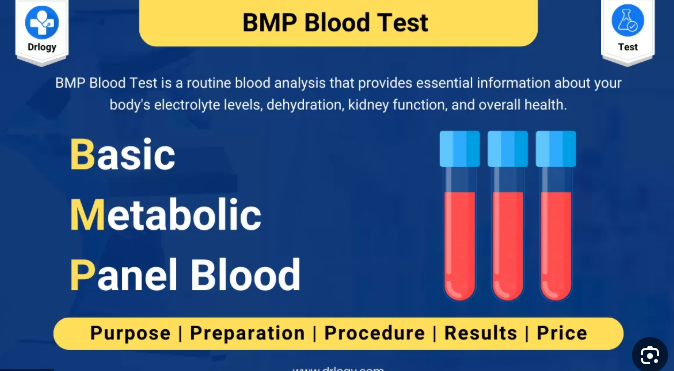 BMP Blood Test
Drlogy
Test
BMP Blood Test is a routine blood analysis that provides essential information about your
body's electrolyte levels, dehydration, kidney function, and overall health.
Basic
Metabolic
Panel Blood
Purpose | Preparation | Procedure | Results | Price
www.drlogy.com